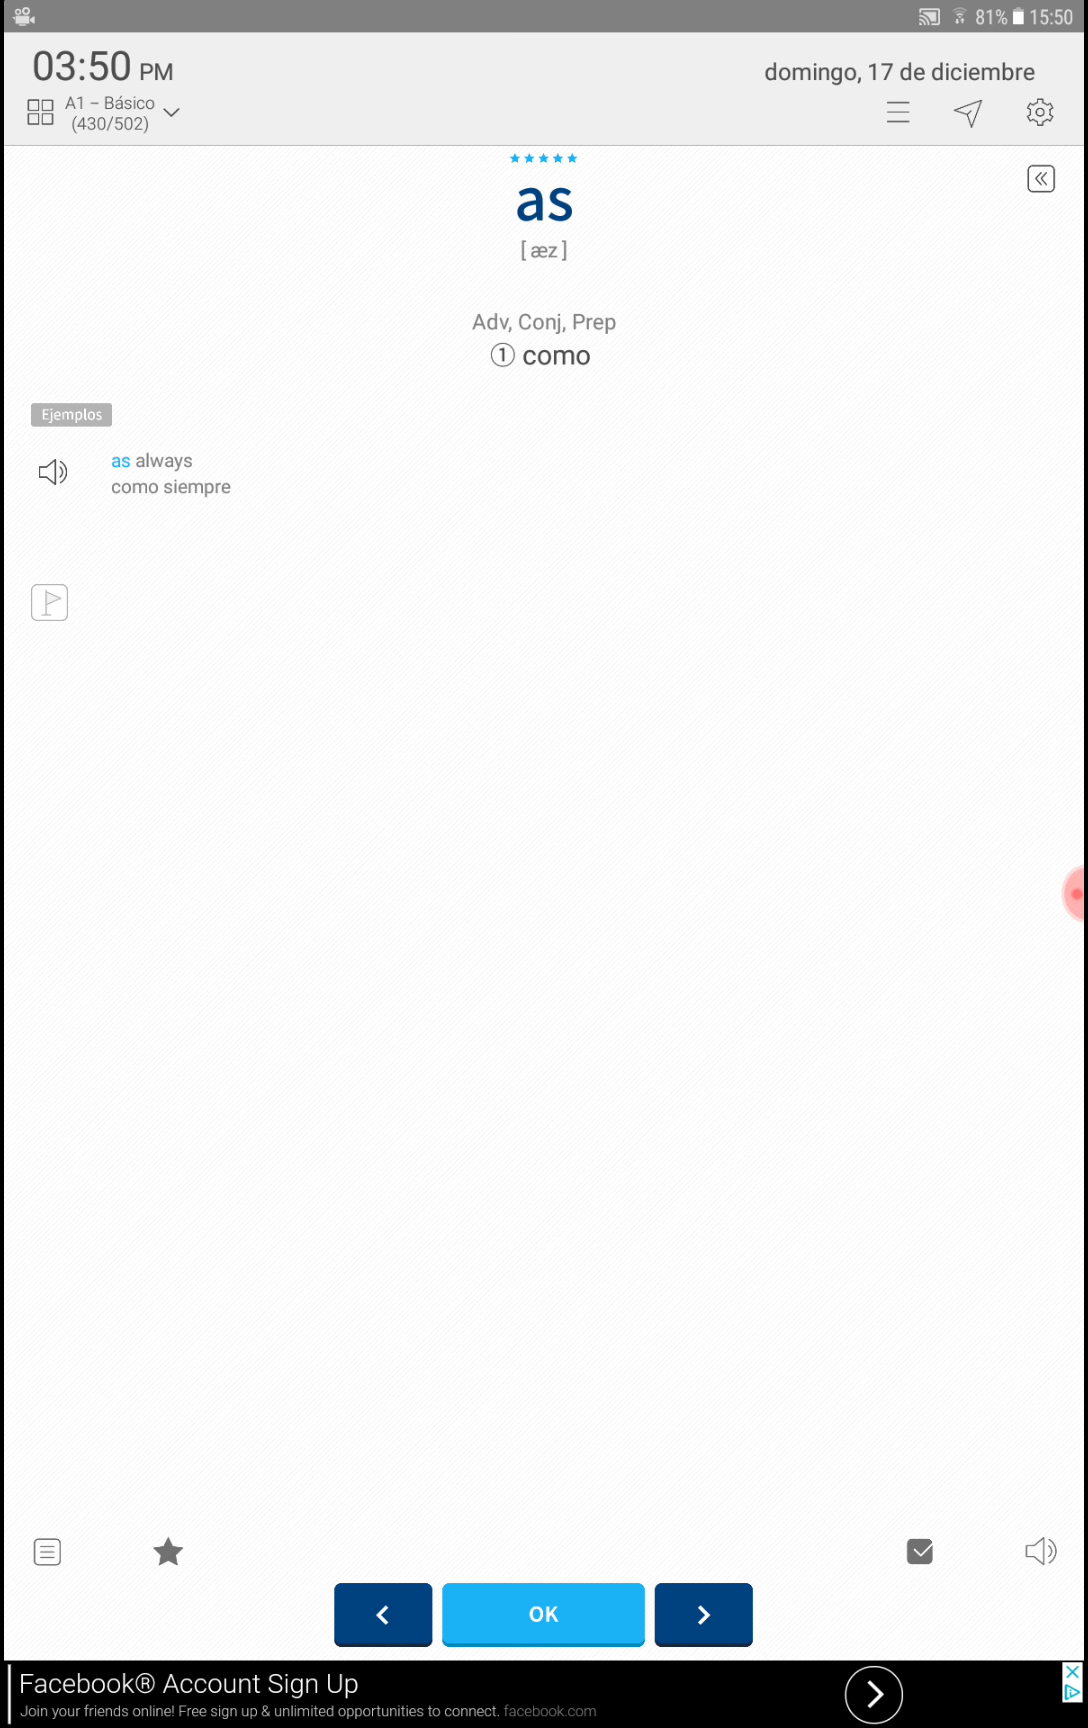 81% 15:50
03:50 PM
domingo, 17 de diciembre
A1 – Básico
(430/502)
as
[ æz ]
Adv, Conj, Prep
① como
Ejemplos
as always
como siempre
OK
Facebook® Account Sign Up
Join your friends online! Free sign up & unlimited opportunities to connect. facebook.com